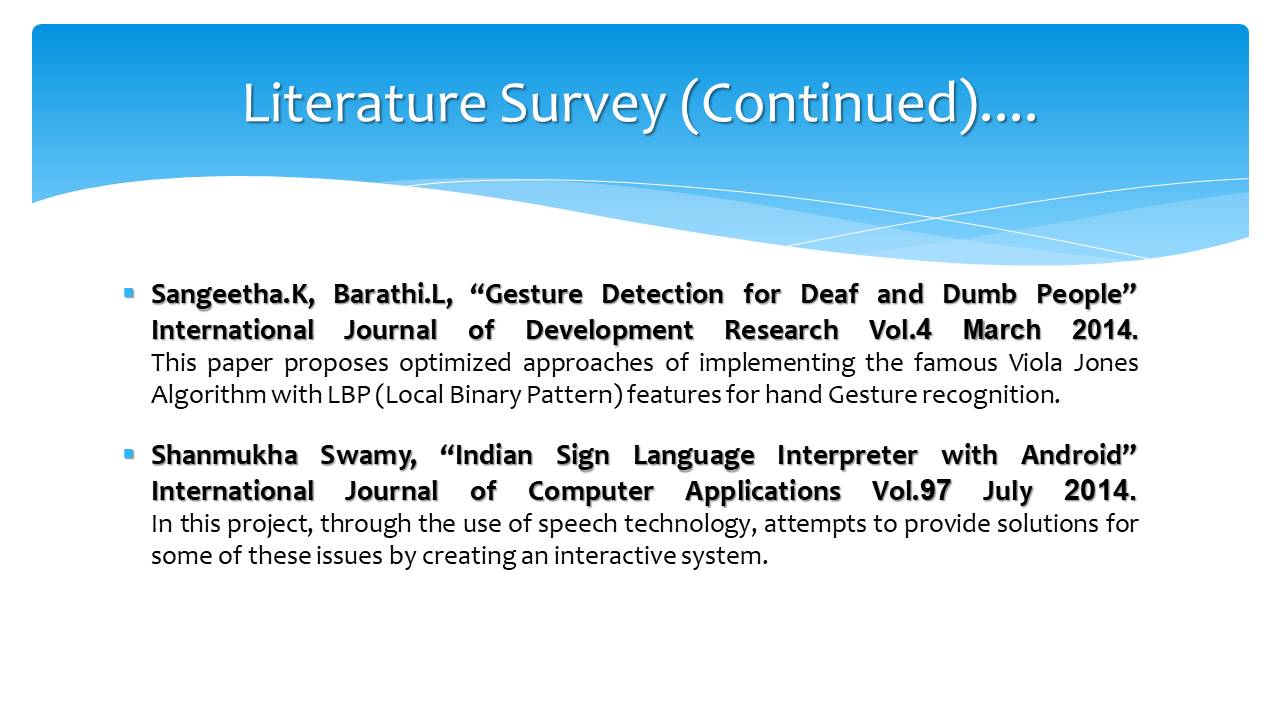 Literature Survey (Continued)....
Sangeetha.K, Barathi.L, “Gesture Detection for Deaf and Dumb People”
International Journal of Development Research Vol.4 March 2014.
This paper proposes optimized approaches of implementing the famous Viola Jones
Algorithm with LBP (Local Binary Pattern) features for hand Gesture recognition.
Shanmukha Swamy, “Indian Sign Language Interpreter with Android”
International Journal of Computer Applications Vol.97 July 2014.
In this project, through the use of speech technology, attempts to provide solutions for
some of these issues by creating an interactive system.